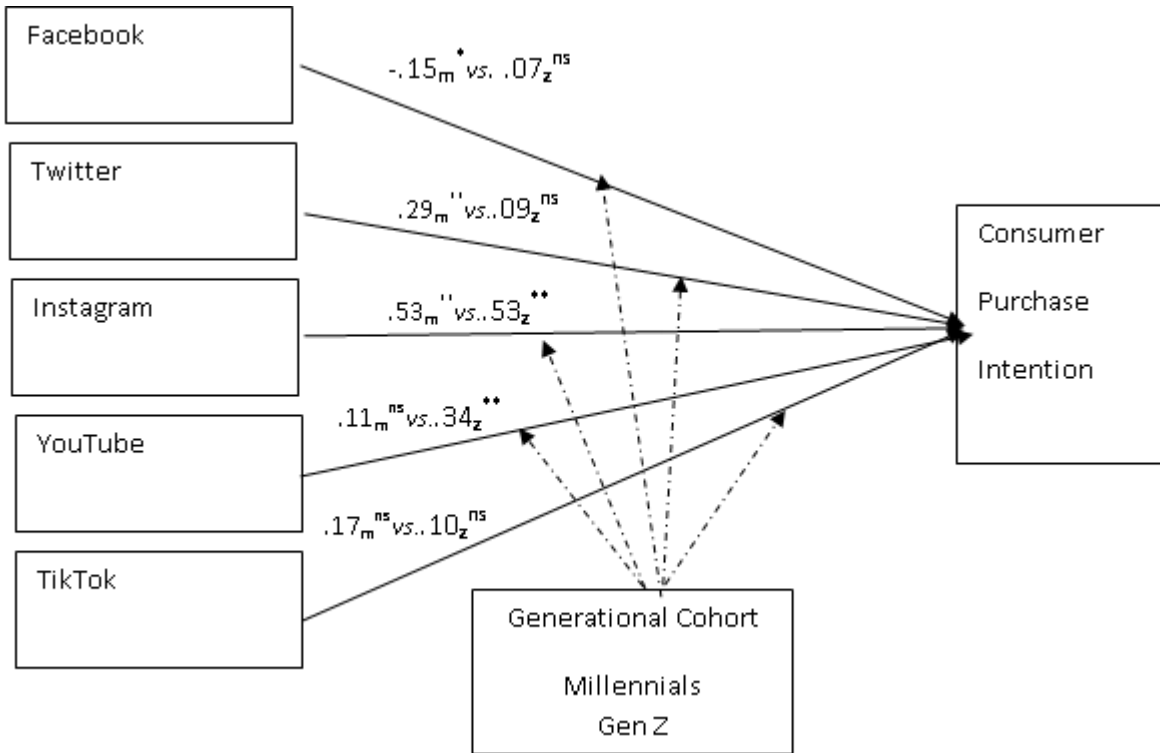 Facebook
-.15m* vs. .07z ns
Twitter
.29m'' vs..09z ns
Consumer
Purchase
Intention
Instagram
.53m'' vs..53z**
YouTube
.11m ns vs..34z**
TikTok
.17m ns vs..10z ns
Generational Cohort
Millennials
Gen Z